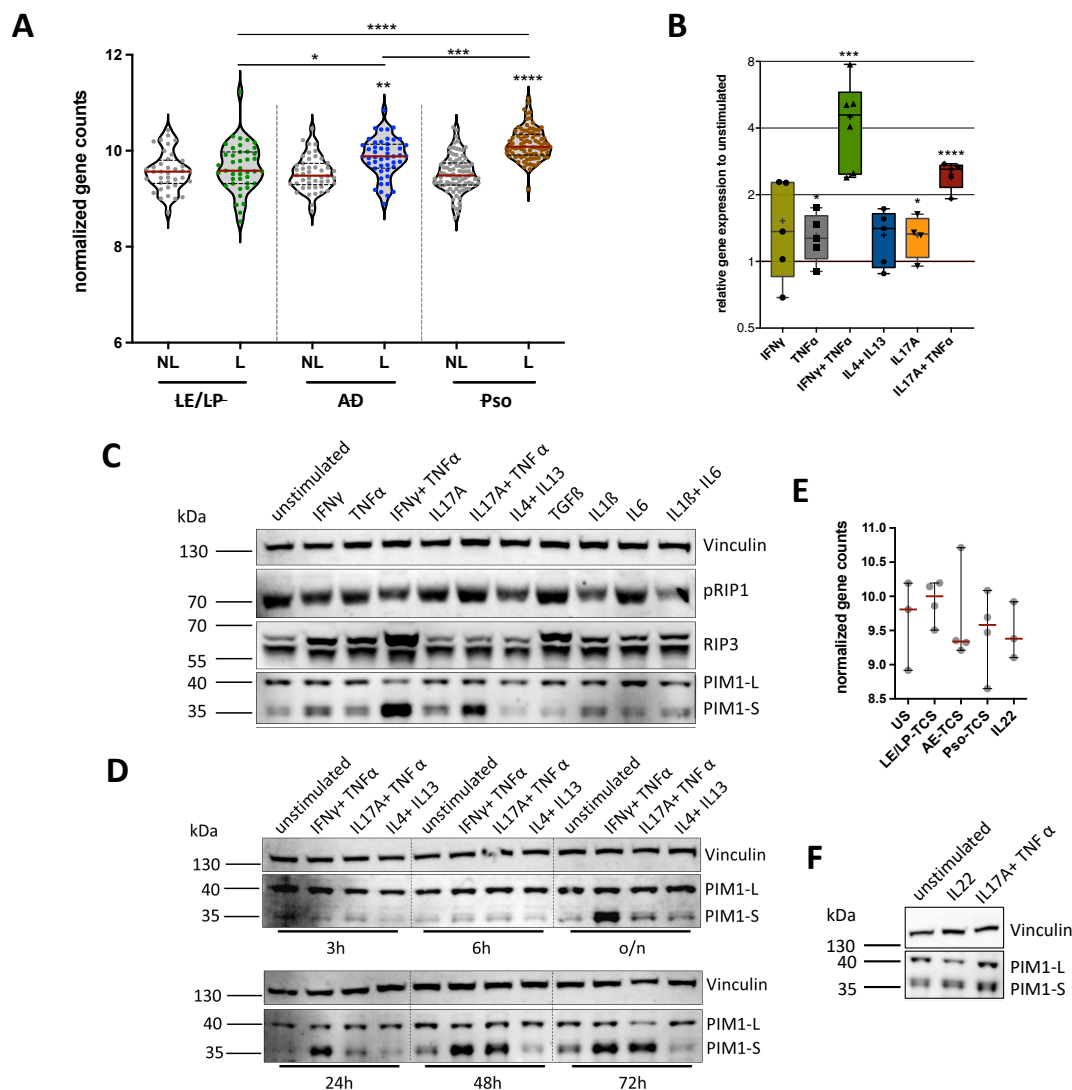 A
****
*
***
**
****
normalized gene counts
12
10
8
6
NL
L
NL
L
NL
L
LE/LP
AD
Pso
B
relative gene expression to unstimulated
8
4
2
1
0.5
***
****
*
*
IFNγ
TNFα
IFNγ+ TNFα
IL4+ IL13
IL17A
IL17A+ TNFα
C
kDa
unstimulated
IFNγ
TNFα
IFNγ+ TNFα
IL17A
IL17A+ TNF α
IL4+ IL13
TGFß
IL1ß
IL6
IL1ß+ IL6
130
Vinculin
70
pRIP1
70
RIP3
55
40
PIM1-L
35
PIM1-S
E
normalized gene counts
11.0
10.5
10.0
9.5
9.0
8.5
US
LE/LP-TCS
AE-TCS
Pso-TCS
IL22
D
kDa
unstimulated
IFNγ+ TNFα
IL17A+ TNF α
IL4+ IL13
unstimulated
IFNγ+ TNFα
IL17A+ TNF α
IL4+ IL13
unstimulated
IFNγ+ TNFα
IL17A+ TNF α
IL4+ IL13
130
Vinculin
40
PIM1-L
35
PIM1-S
3h
6h
o/n
130
Vinculin
40
PIM1-L
35
PIM1-S
24h
48h
72h
F
kDa
unstimulated
IL22
IL17A+ TNF α
Vinculin
130
40
PIM1-L
35
PIM1-S